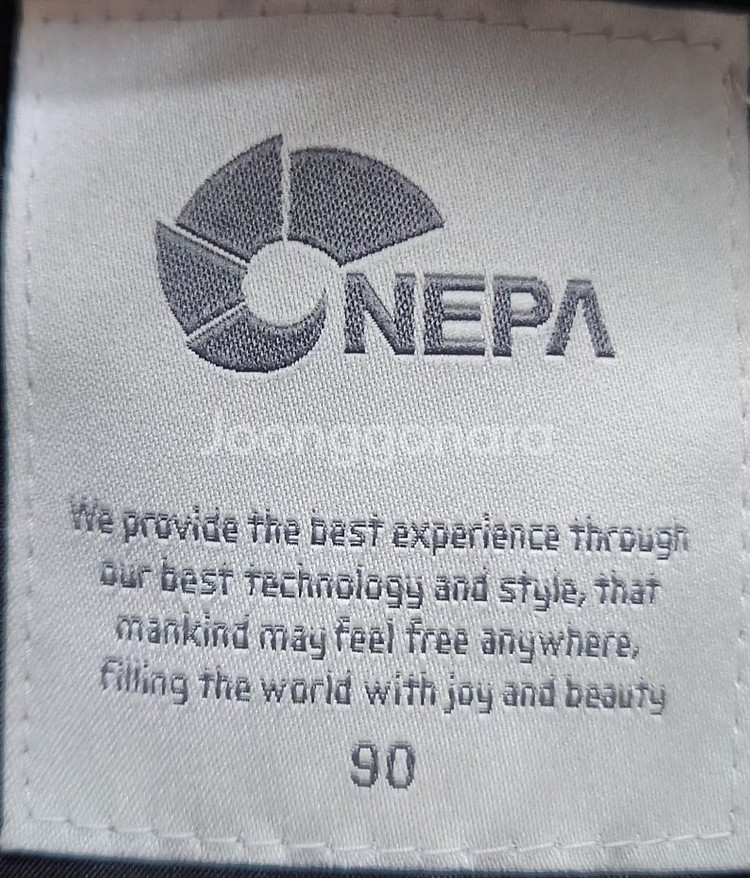 NEPA
Joonggonara
We provide the best experience through
our best technology and style, that
mankind may feel free anywhere,
filling the world with joy and beauty
90